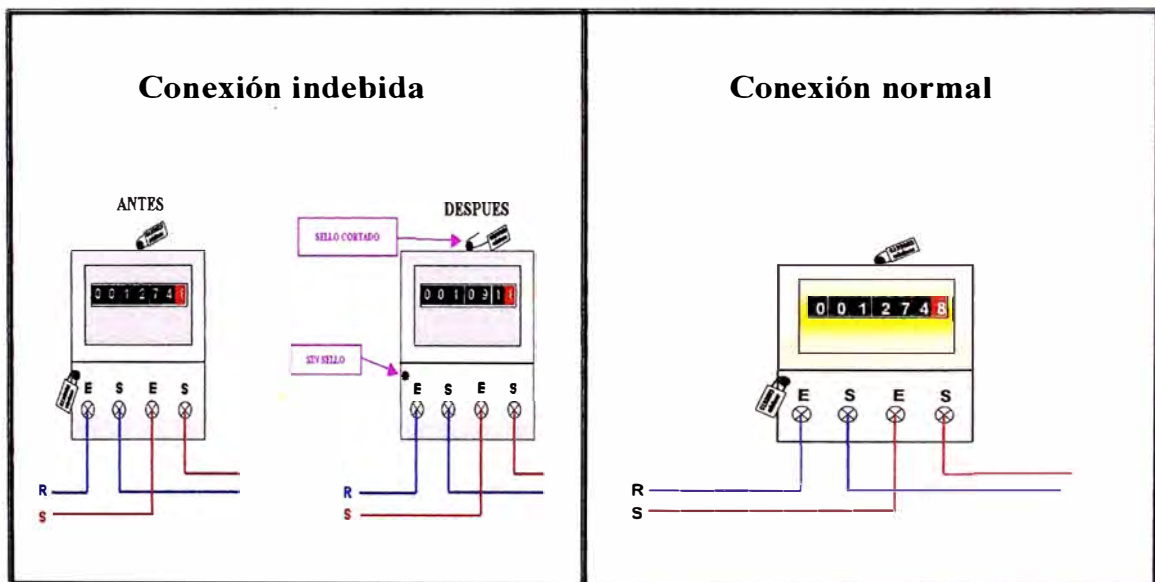 Conexión indebida
ANTES
0 0 1 2 7 4
E S E S
R
S
DESPUES
SELLO CORTADO
0 0 1 0 9 1
SIN SELLO
E S E S
R
S
Conexión normal
0 0 1 2 7 4 8
E S E S
R
S